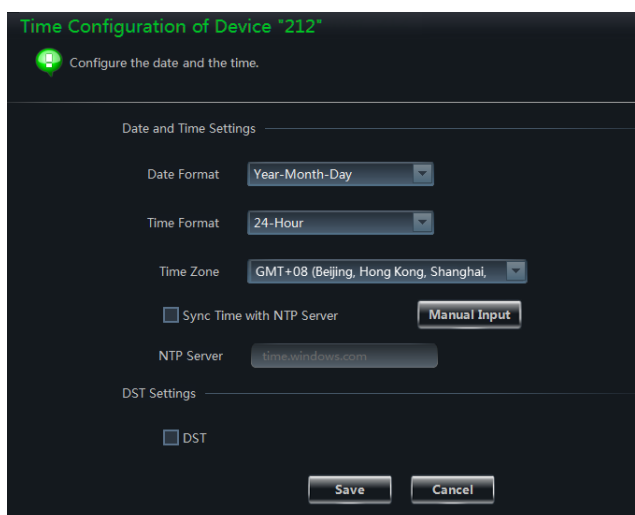 Time Configuration of Device "212"
Configure the date and the time.
Date and Time Settings
Date Format Year-Month-Day
Time Format 24-Hour
Time Zone GMT+08 (Beijing, Hong Kong, Shanghai,
Sync Time with NTP Server Manual Input
NTP Server time.windows.com
DST Settings
DST
Save Cancel